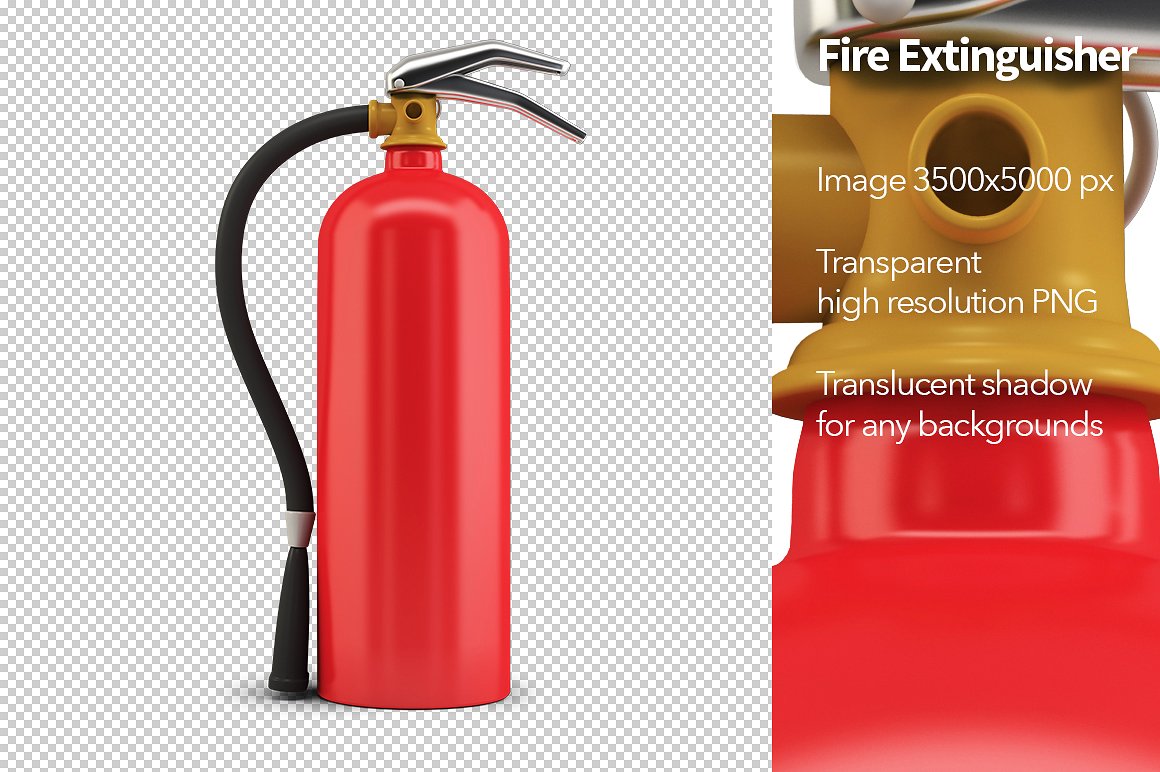 Fire Extinguisher
Image 3500x5000 px
Transparent
high resolution PNG
Translucent shadow
for any backgrounds